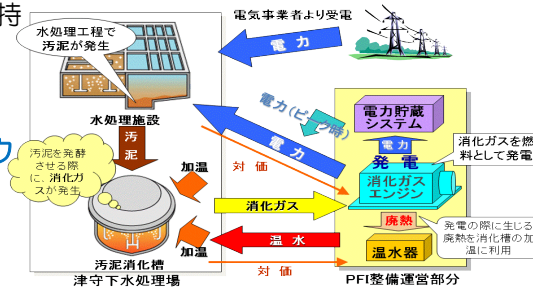 持
電気事業者より受電
水処理工程で
汚泥が発生
電 力
水処理施設
電力(ピーク時)
電力貯蔵
システム
電力
電 力
発 電
消化ガスを燃
料として発電
汚
泥
ク
汚泥を発酵
させる際
に、消化ガ
スが発生
加温
対 価
消化ガス
エンジン
消化ガス
廃熱
発電の際に生じる
廃熱を消化槽の加
温に利用
温 水
温水器
加温
対 価
汚泥消化槽
津守下水処理場
PFI整備運営部分